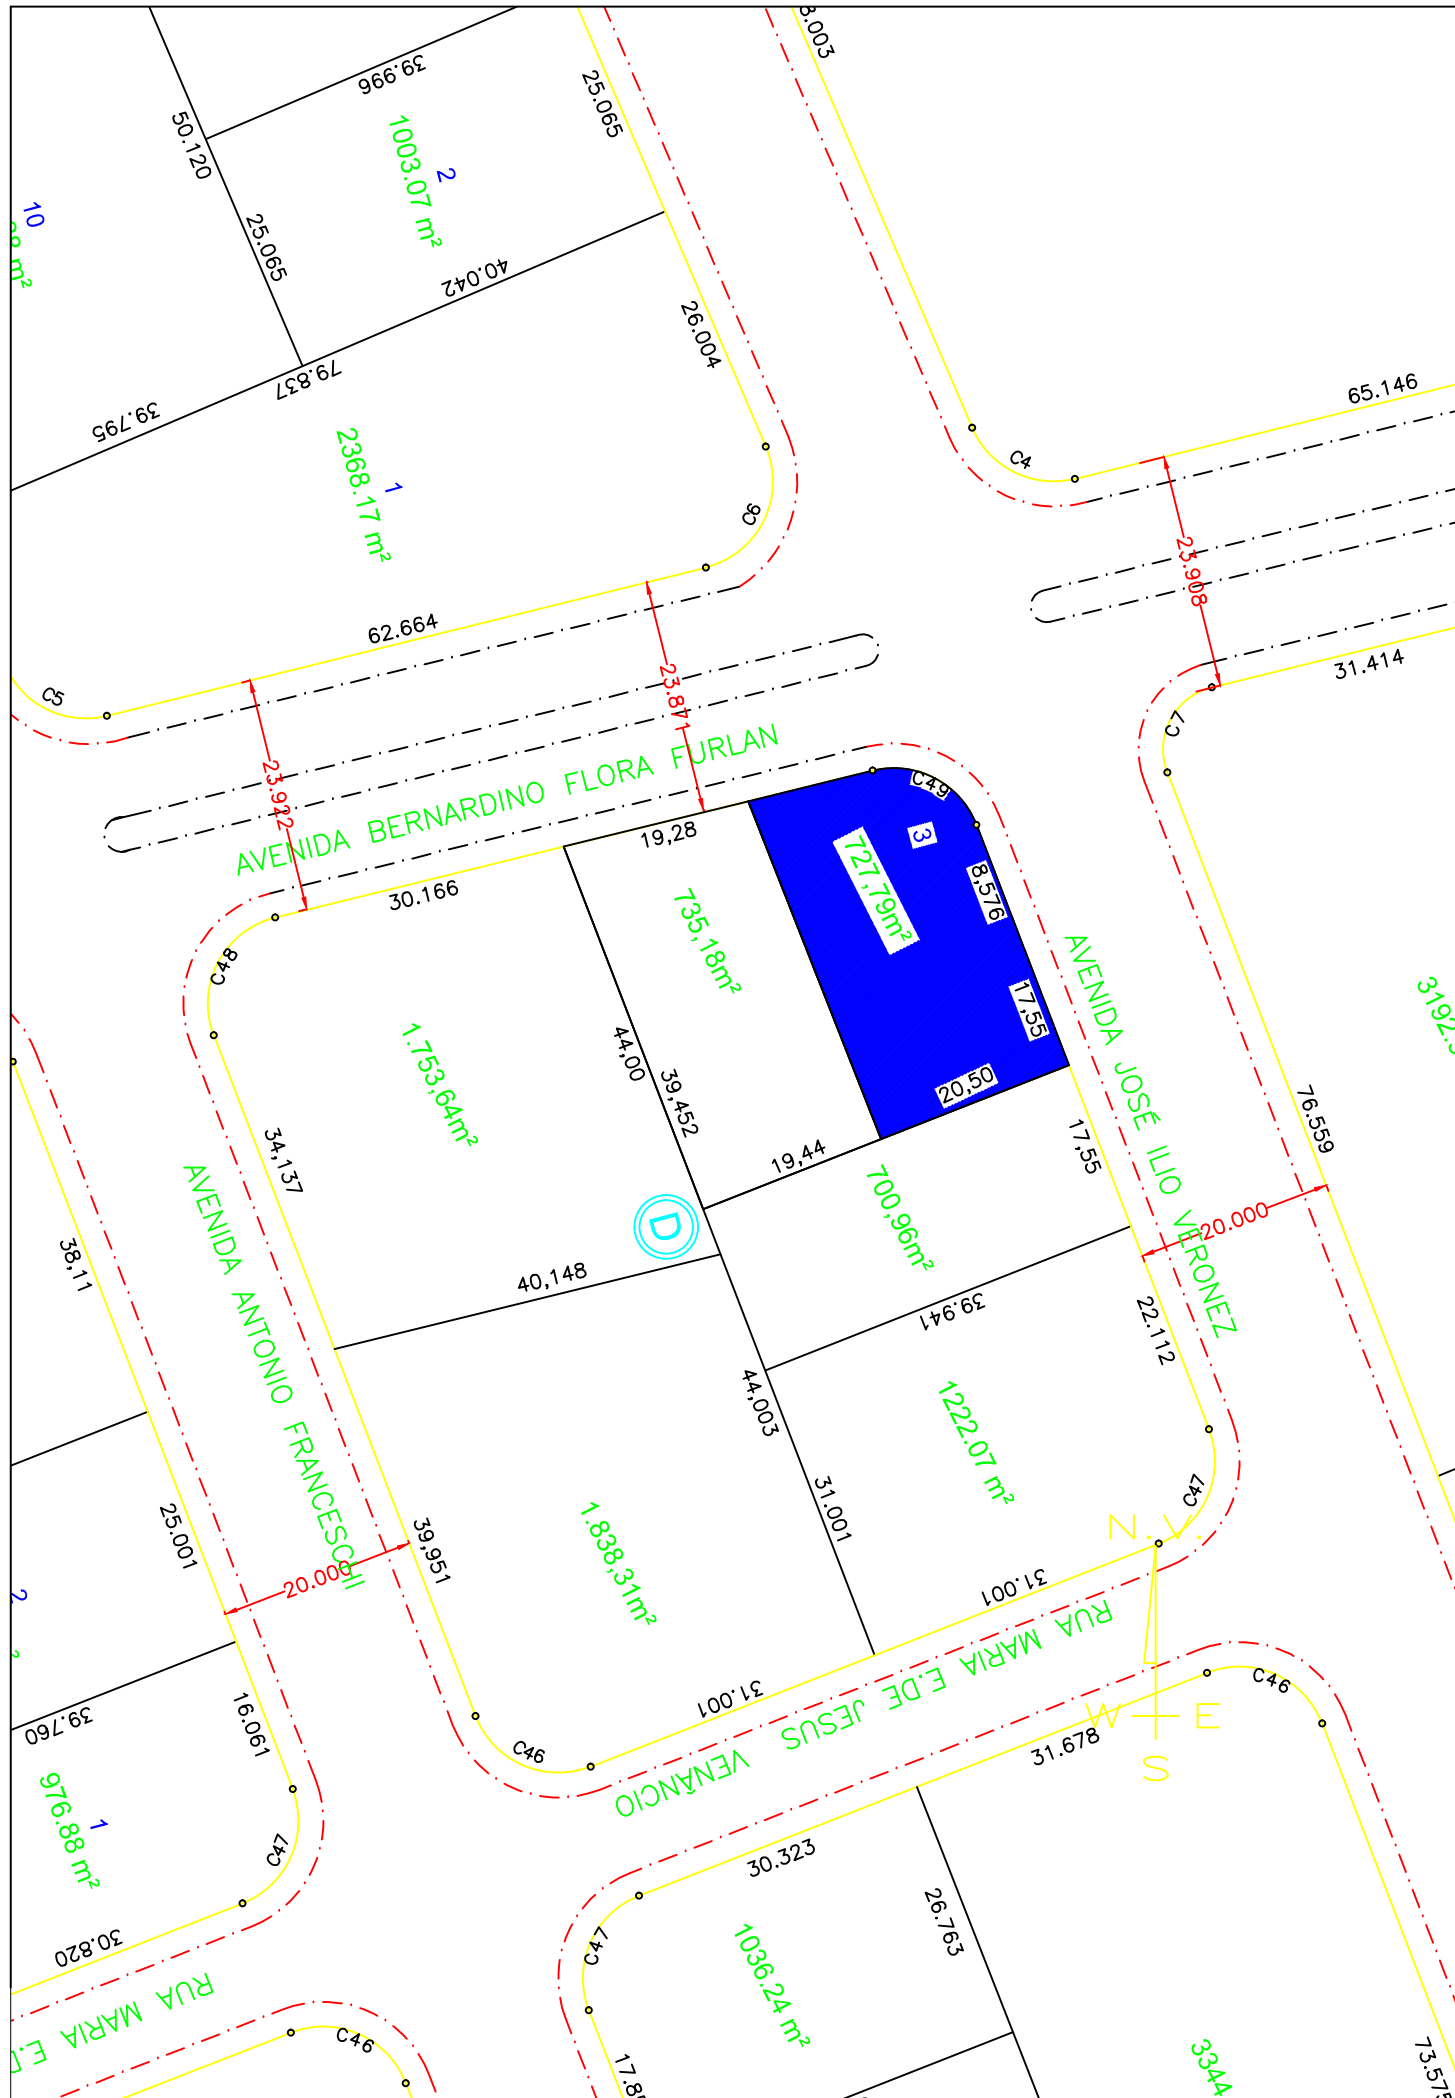 8.003
39.996
25.065
50.120
1003.07 m²
2
10
25.065
40.042
26.004
79.837
39.795
65.146
2368.17 m²
1
C4
C6
23.908
62.664
31.414
C5
23.871
C7
AVENIDA BERNARDINO FLORA FURLAN
23.922
C49
19,28
3
727,79m²
30.166
8,576
735,18m²
C48
AVENIDA JOSÉ ILIO VERONEZ
17,55
1.753,64m²
44,00
39,452
20,50
76.559
34,137
19,44
17,55
AVENIDA ANTONIO FRANCESCHI
700,96m²
D
20.000
38,11
40,148
39.941
22.112
44,003
1222.07 m²
25.001
39,951
1.838,31m²
31.001
C47
N.V.
20.000
2
31.001
RUA MARIA E.DE JESUS VENÂNCIO
31.001
C46
W E
S
C46
31.678
39.760
16.061
976.88 m²
1
C47
30.323
26.763
30.820
C47
1036.24 m²
RUA MARIA
C46
3344
73.575